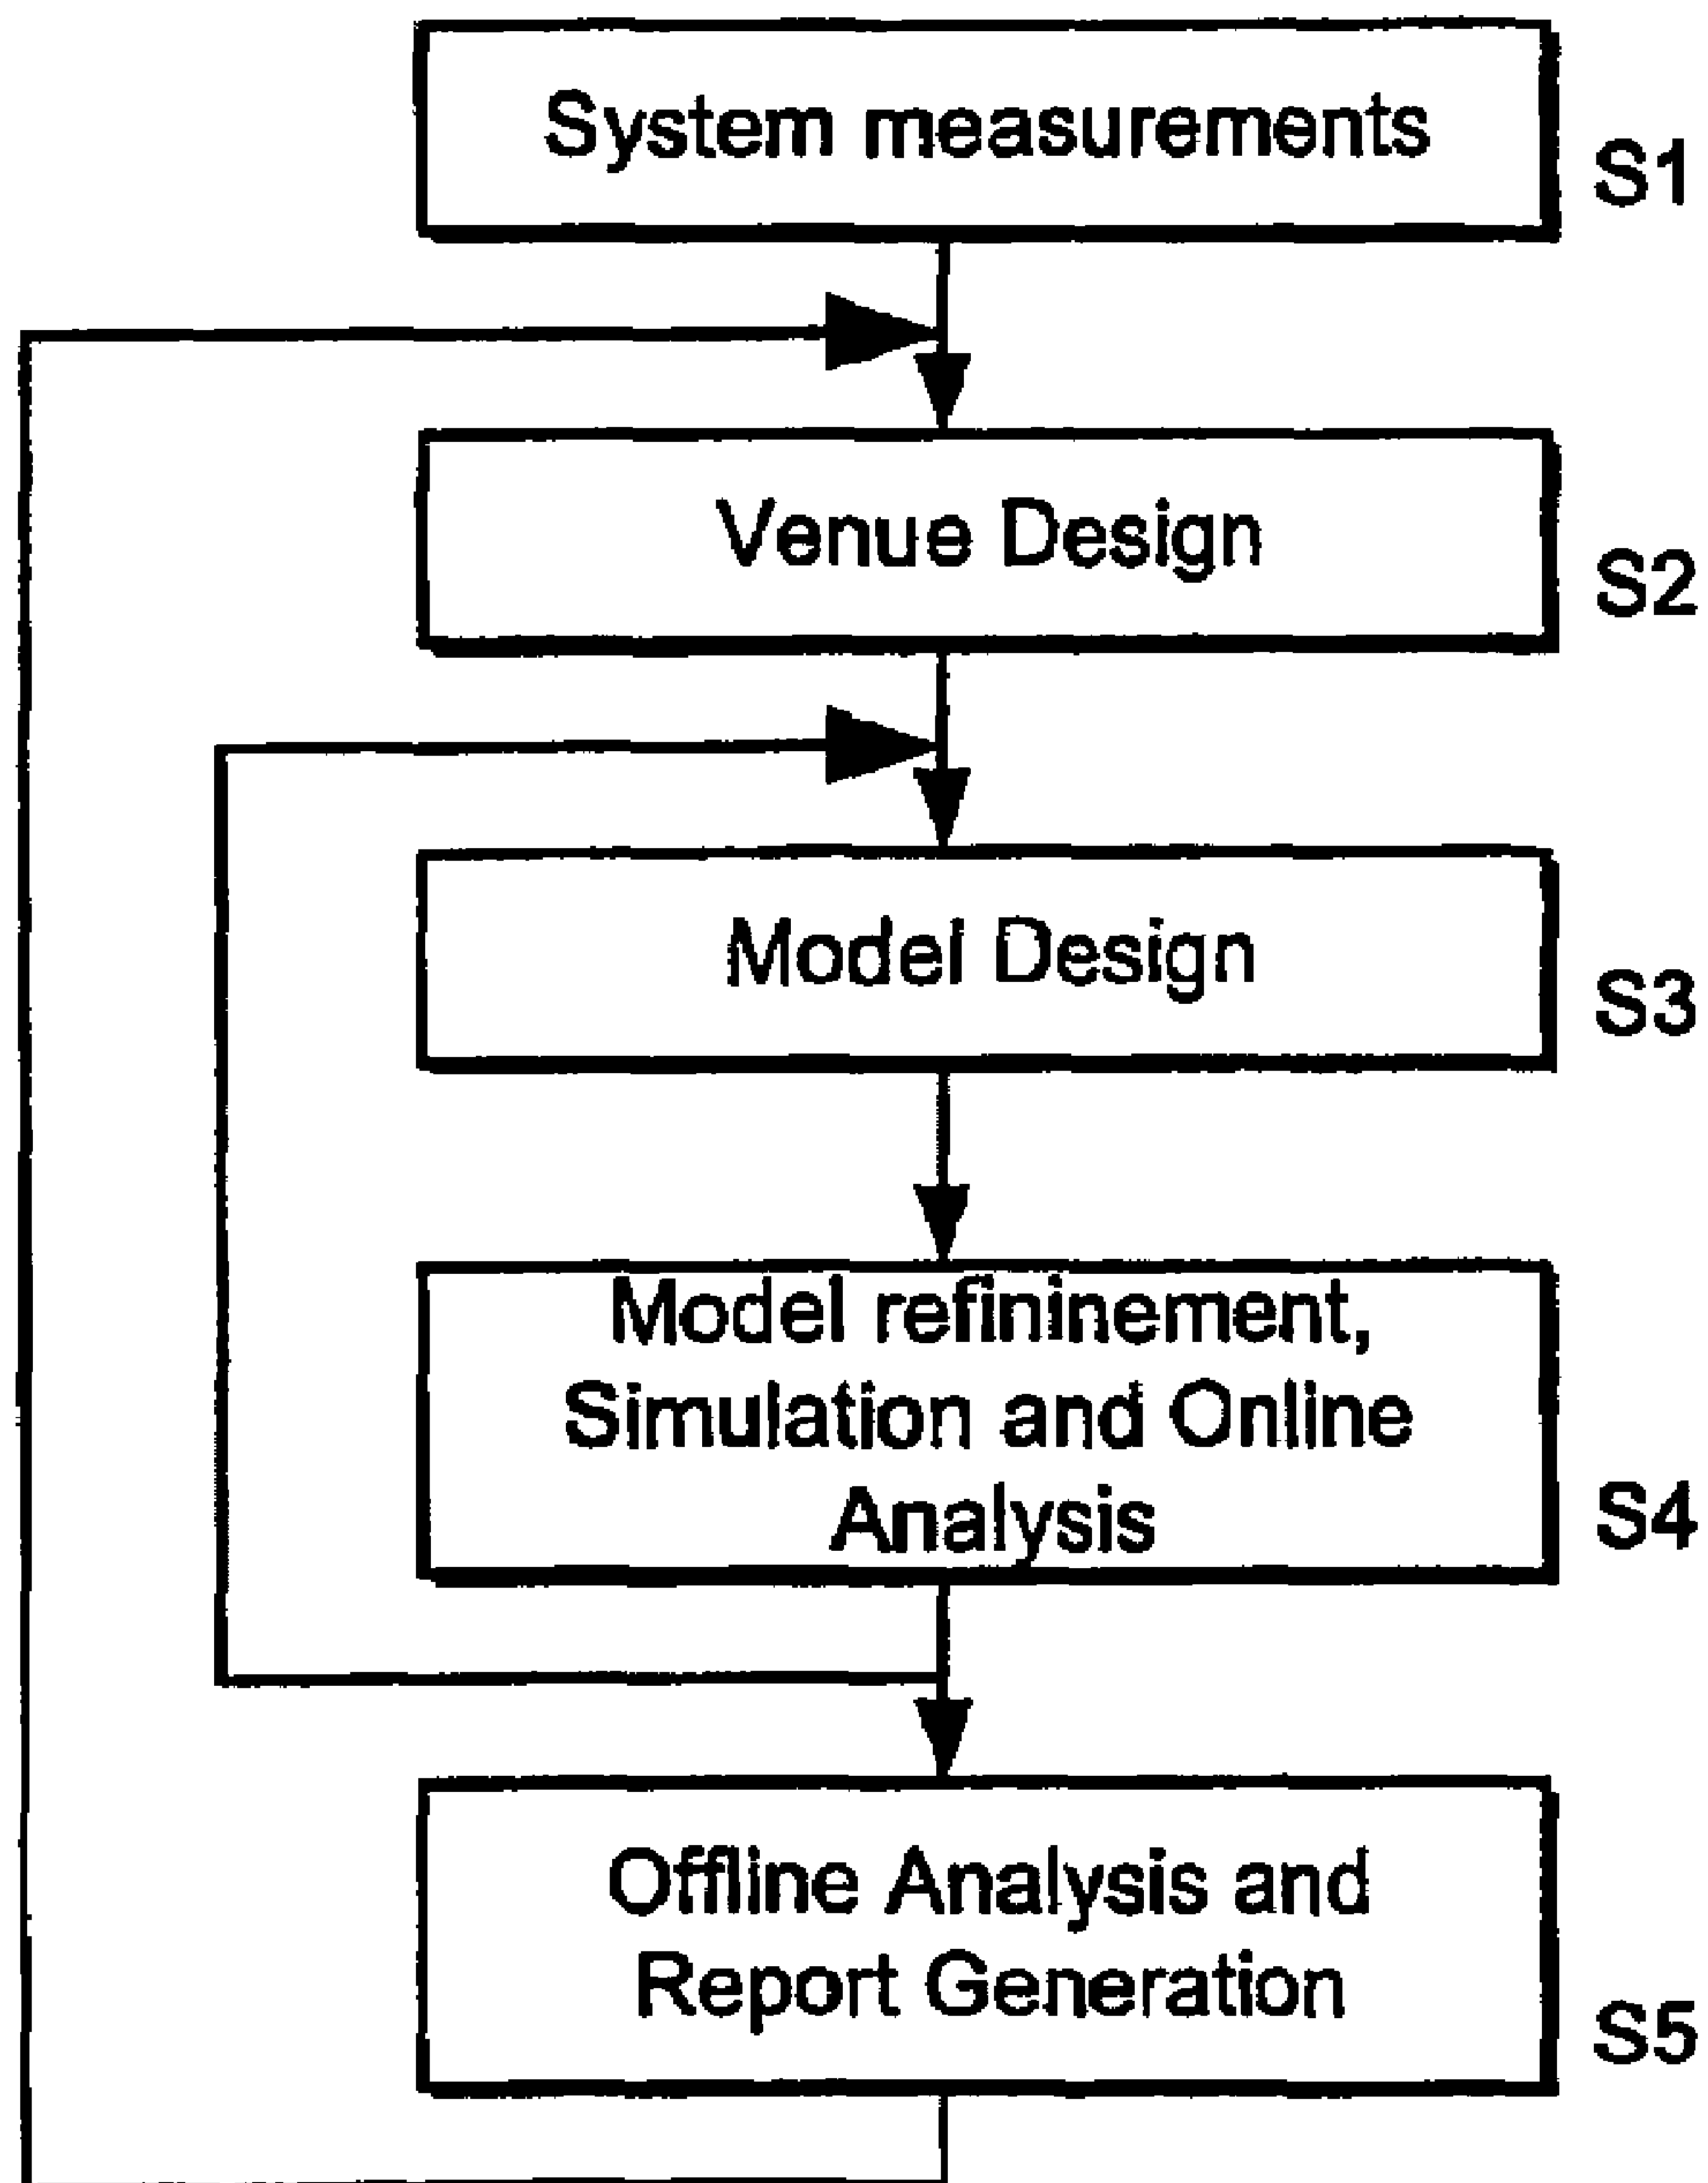 System measurements
S1
Venue Design
S2
Model Design
S3
Model refininement,
Simulation and Online
Analysis
S4
Offline Analysis and
Report Generation
S5